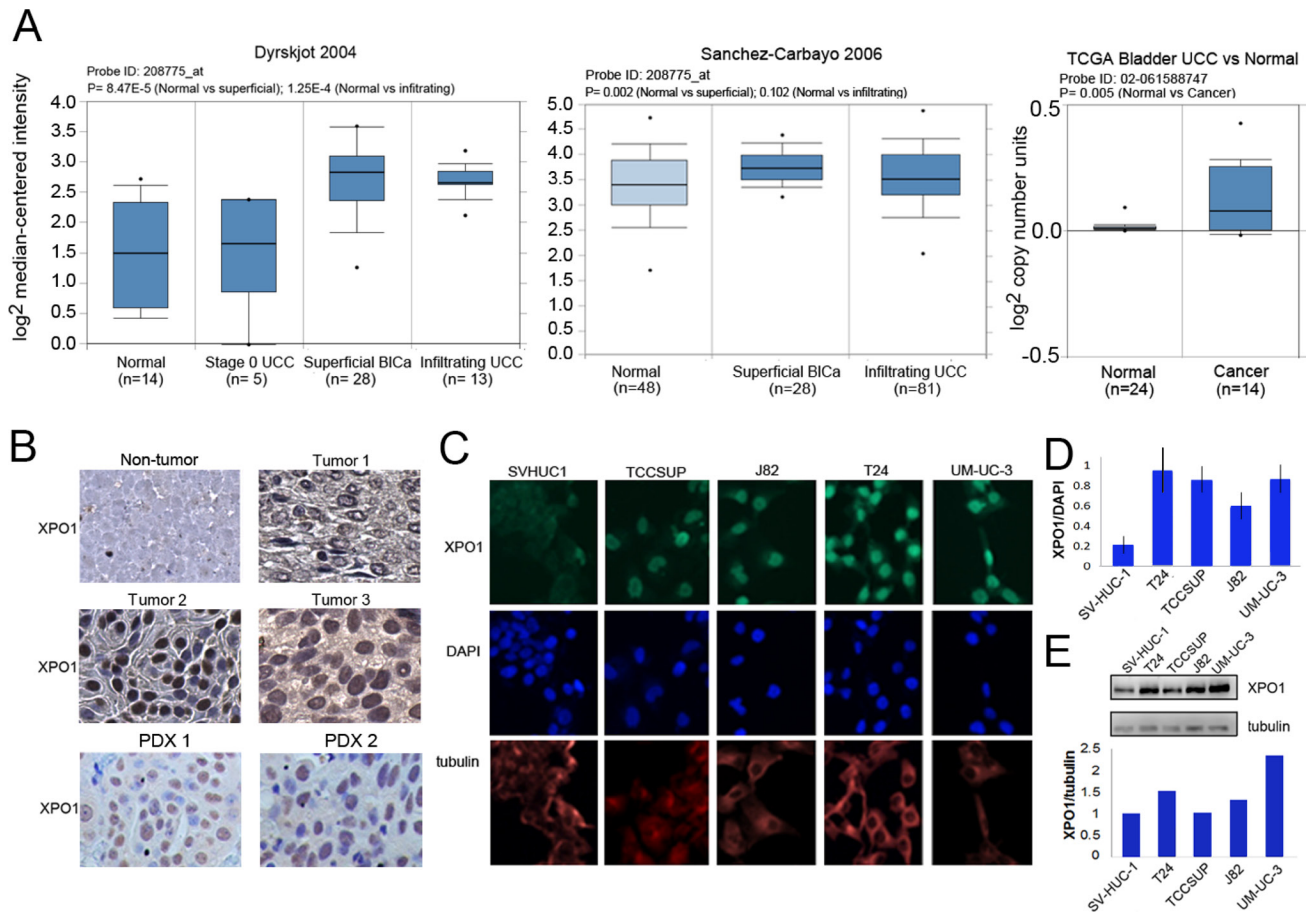 A
Dyrskjot 2004
Probe ID: 208775_at
P= 8.47E-5 (Normal vs superficial); 1.25E-4 (Normal vs infiltrating)
log2 median-centered intensity
4.0
3.5
3.0
2.5
2.0
1.5
1.0
0.5
0.0
Normal
(n=14)
Stage 0 UCC
(n= 5)
Superficial BlCa
(n= 28)
Infiltrating UCC
(n= 13)
Sanchez-Carbayo 2006
Probe ID: 208775_at
P= 0.002 (Normal vs superficial); 0.102 (Normal vs infiltrating)
5.0
4.5
4.0
3.5
3.0
3.5
2.0
1.5
1.0
0.5
0.0
Normal
(n=48)
Superficial BlCa
(n=28)
Infiltrating UCC
(n=81)
TCGA Bladder UCC vs Normal
Probe ID: 02-061588747
P= 0.005 (Normal vs Cancer)
log2 copy number units
0.5
0.0
-0.5
Normal
(n=24)
Cancer
(n=14)
B
Non-tumor
Tumor 1
XPO1
Tumor 2
Tumor 3
XPO1
PDX 1
PDX 2
XPO1
C
SVHUC1
TCCSUP
J82
T24
UM-UC-3
XPO1
DAPI
tubulin
D
XPO1/DAPI
1
0.8
0.6
0.4
0.2
0
SV-HUC-1
T24
TCCSUP
J82
UM-UC-3
E
SV-HUC-1
T24
TCCSUP
J82
UM-UC-3
XPO1
tubulin
XPO1/tubulin
2.5
2
1.5
1
0.5
0
SV-HUC-1
T24
TCCSUP
J82
UM-UC-3